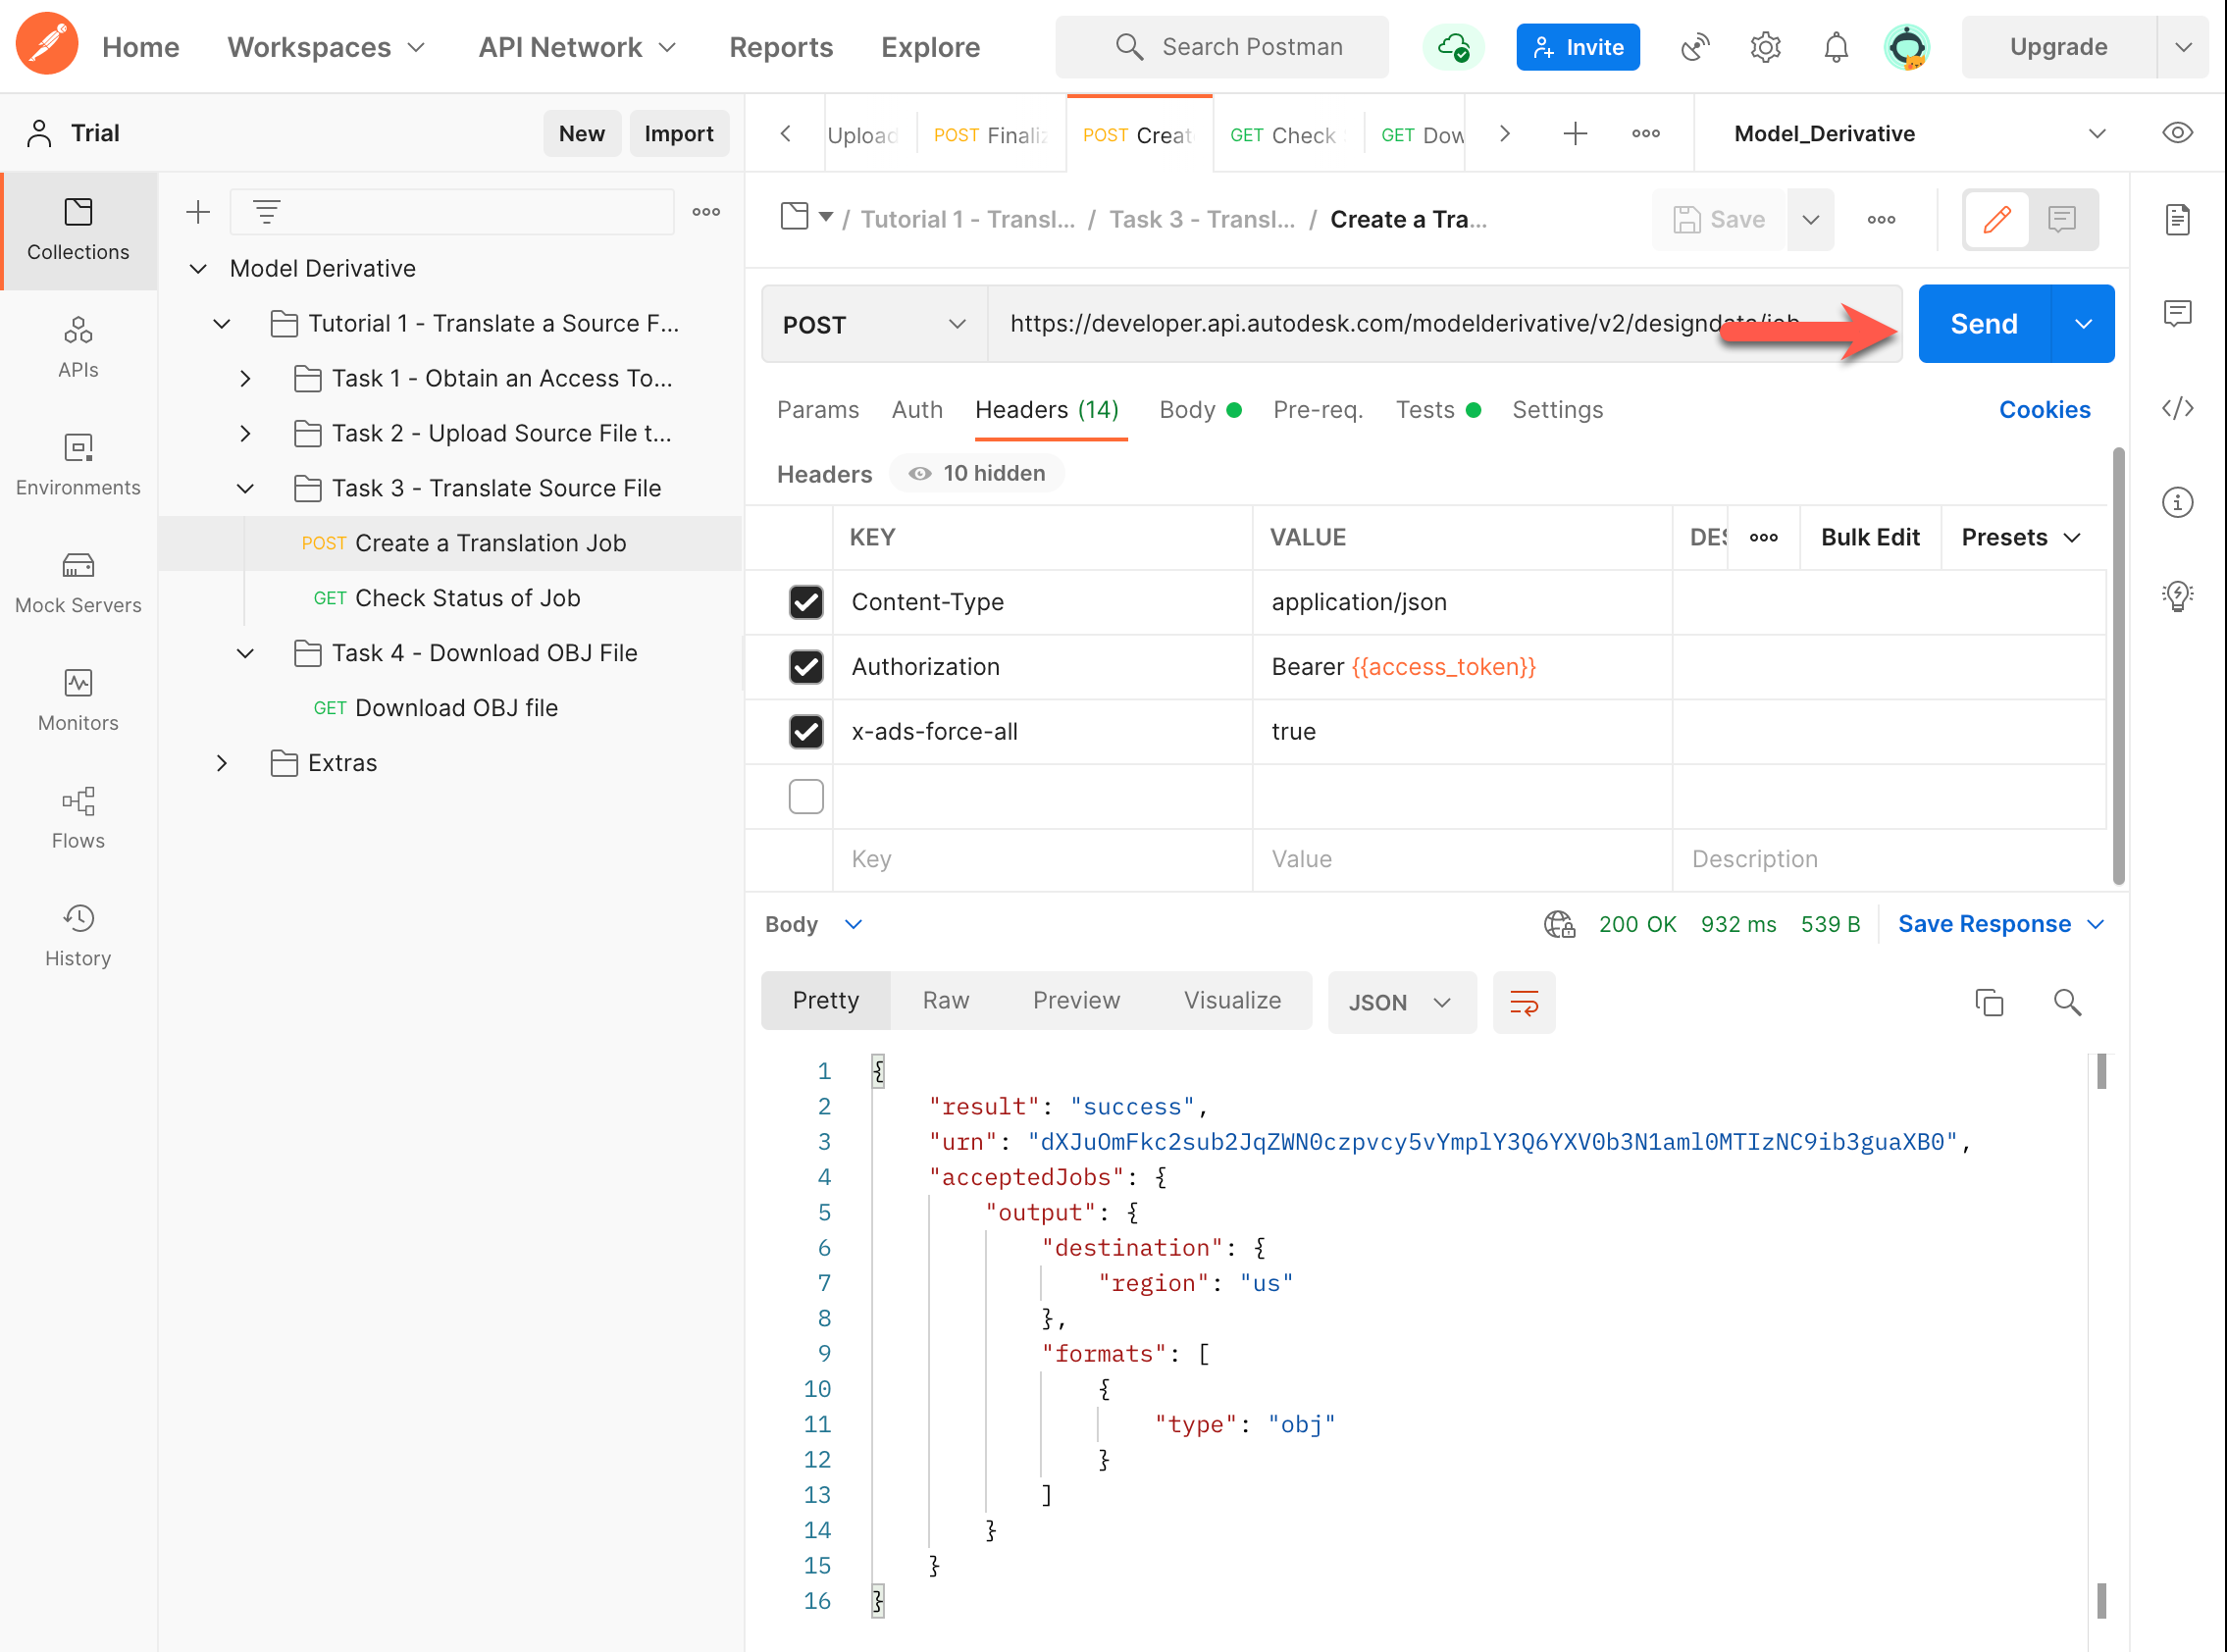 Home Workspaces API Network Reports Explore Search Postman Invite Upgrade
Trial New Import
Upload POST Finaliz POST Creat GET Check GET Dow Model_Derivative
Collections
APIs
Environments
Mock Servers
Monitors
Flows
History
Model Derivative
Tutorial 1 - Translate a Source F...
Task 1 - Obtain an Access To...
Task 2 - Upload Source File t...
Task 3 - Translate Source File
POST Create a Translation Job
GET Check Status of Job
Task 4 - Download OBJ File
GET Download OBJ file
Extras
/ Tutorial 1 - Transl... / Task 3 - Transl... / Create a Tra... Save
POST https://developer.api.autodesk.com/modelderivative/v2/designdata/job Send
Params Auth Headers (14) Body Pre-req. Tests Settings Cookies
Headers 10 hidden
KEY VALUE DES Bulk Edit Presets
Content-Type application/json
Authorization Bearer {{access_token}}
x-ads-force-all true
Key Value Description
Body 200 OK 932 ms 539 B Save Response
Pretty Raw Preview Visualize JSON
1 {
2 "result": "success",
3 "urn": "dXJuOmFkc2sub2JqZWN0czpvcy5vYmplY3Q6YXV0b3N1aml0MTIzNC9ib3guaXB0",
4 "acceptedJobs": {
5 "output": {
6 "destination": {
7 "region": "us"
8 },
9 "formats": [
10 {
11 "type": "obj"
12 }
13 ]
14 }
15 }
16 }